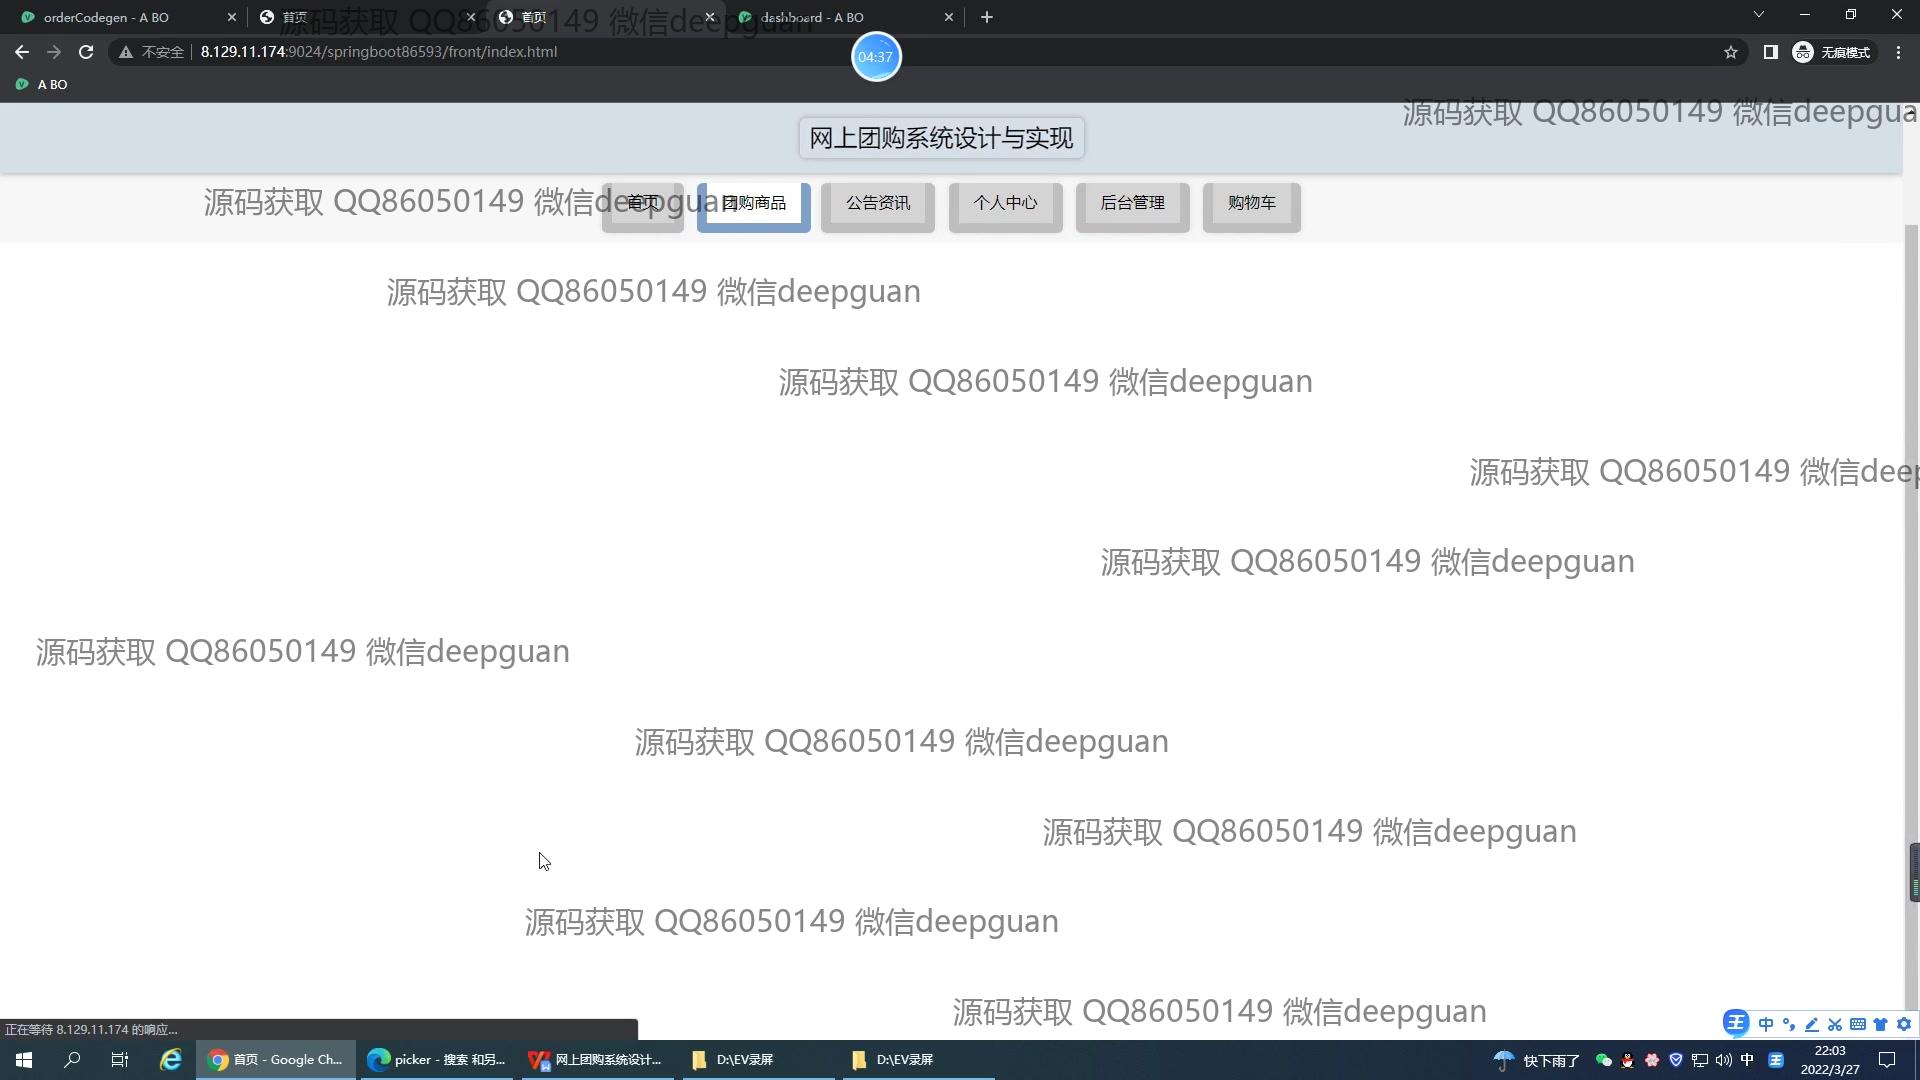 orderCodegen - A BO
首页
首页
dashboard - A BO
源码获取 QQ86050149 微信deepguan
不安全
8.129.11.174:9024/springboot86593/front/index.html
04:37
无痕模式
A BO
源码获取 QQ86050149 微信deepgua
网上团购系统设计与实现
源码获取 QQ86050149 微信deepguan
首页
团购商品
公告资讯
个人中心
后台管理
购物车
源码获取 QQ86050149 微信deepguan
源码获取 QQ86050149 微信deepguan
源码获取 QQ86050149 微信deep
源码获取 QQ86050149 微信deepguan
源码获取 QQ86050149 微信deepguan
源码获取 QQ86050149 微信deepguan
源码获取 QQ86050149 微信deepguan
源码获取 QQ86050149 微信deepguan
源码获取 QQ86050149 微信deepguan
正在等待 8.129.11.174 的响应...
王 中
首页 - Google Ch...
picker - 搜索 和另...
网上团购系统设计...
D:\EV录屏
D:\EV录屏
快下雨了
中
王
22:03
2022/3/27